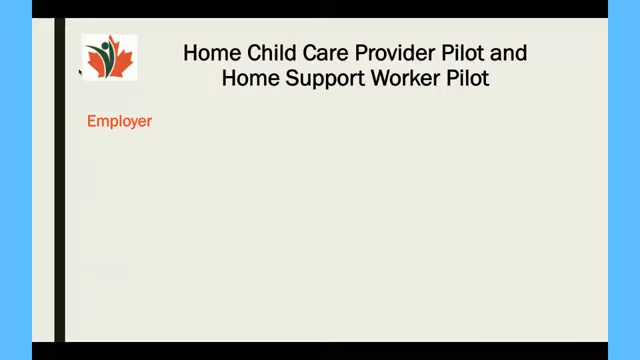 Home Child Care Provider Pilot and
Home Support Worker Pilot
Employer